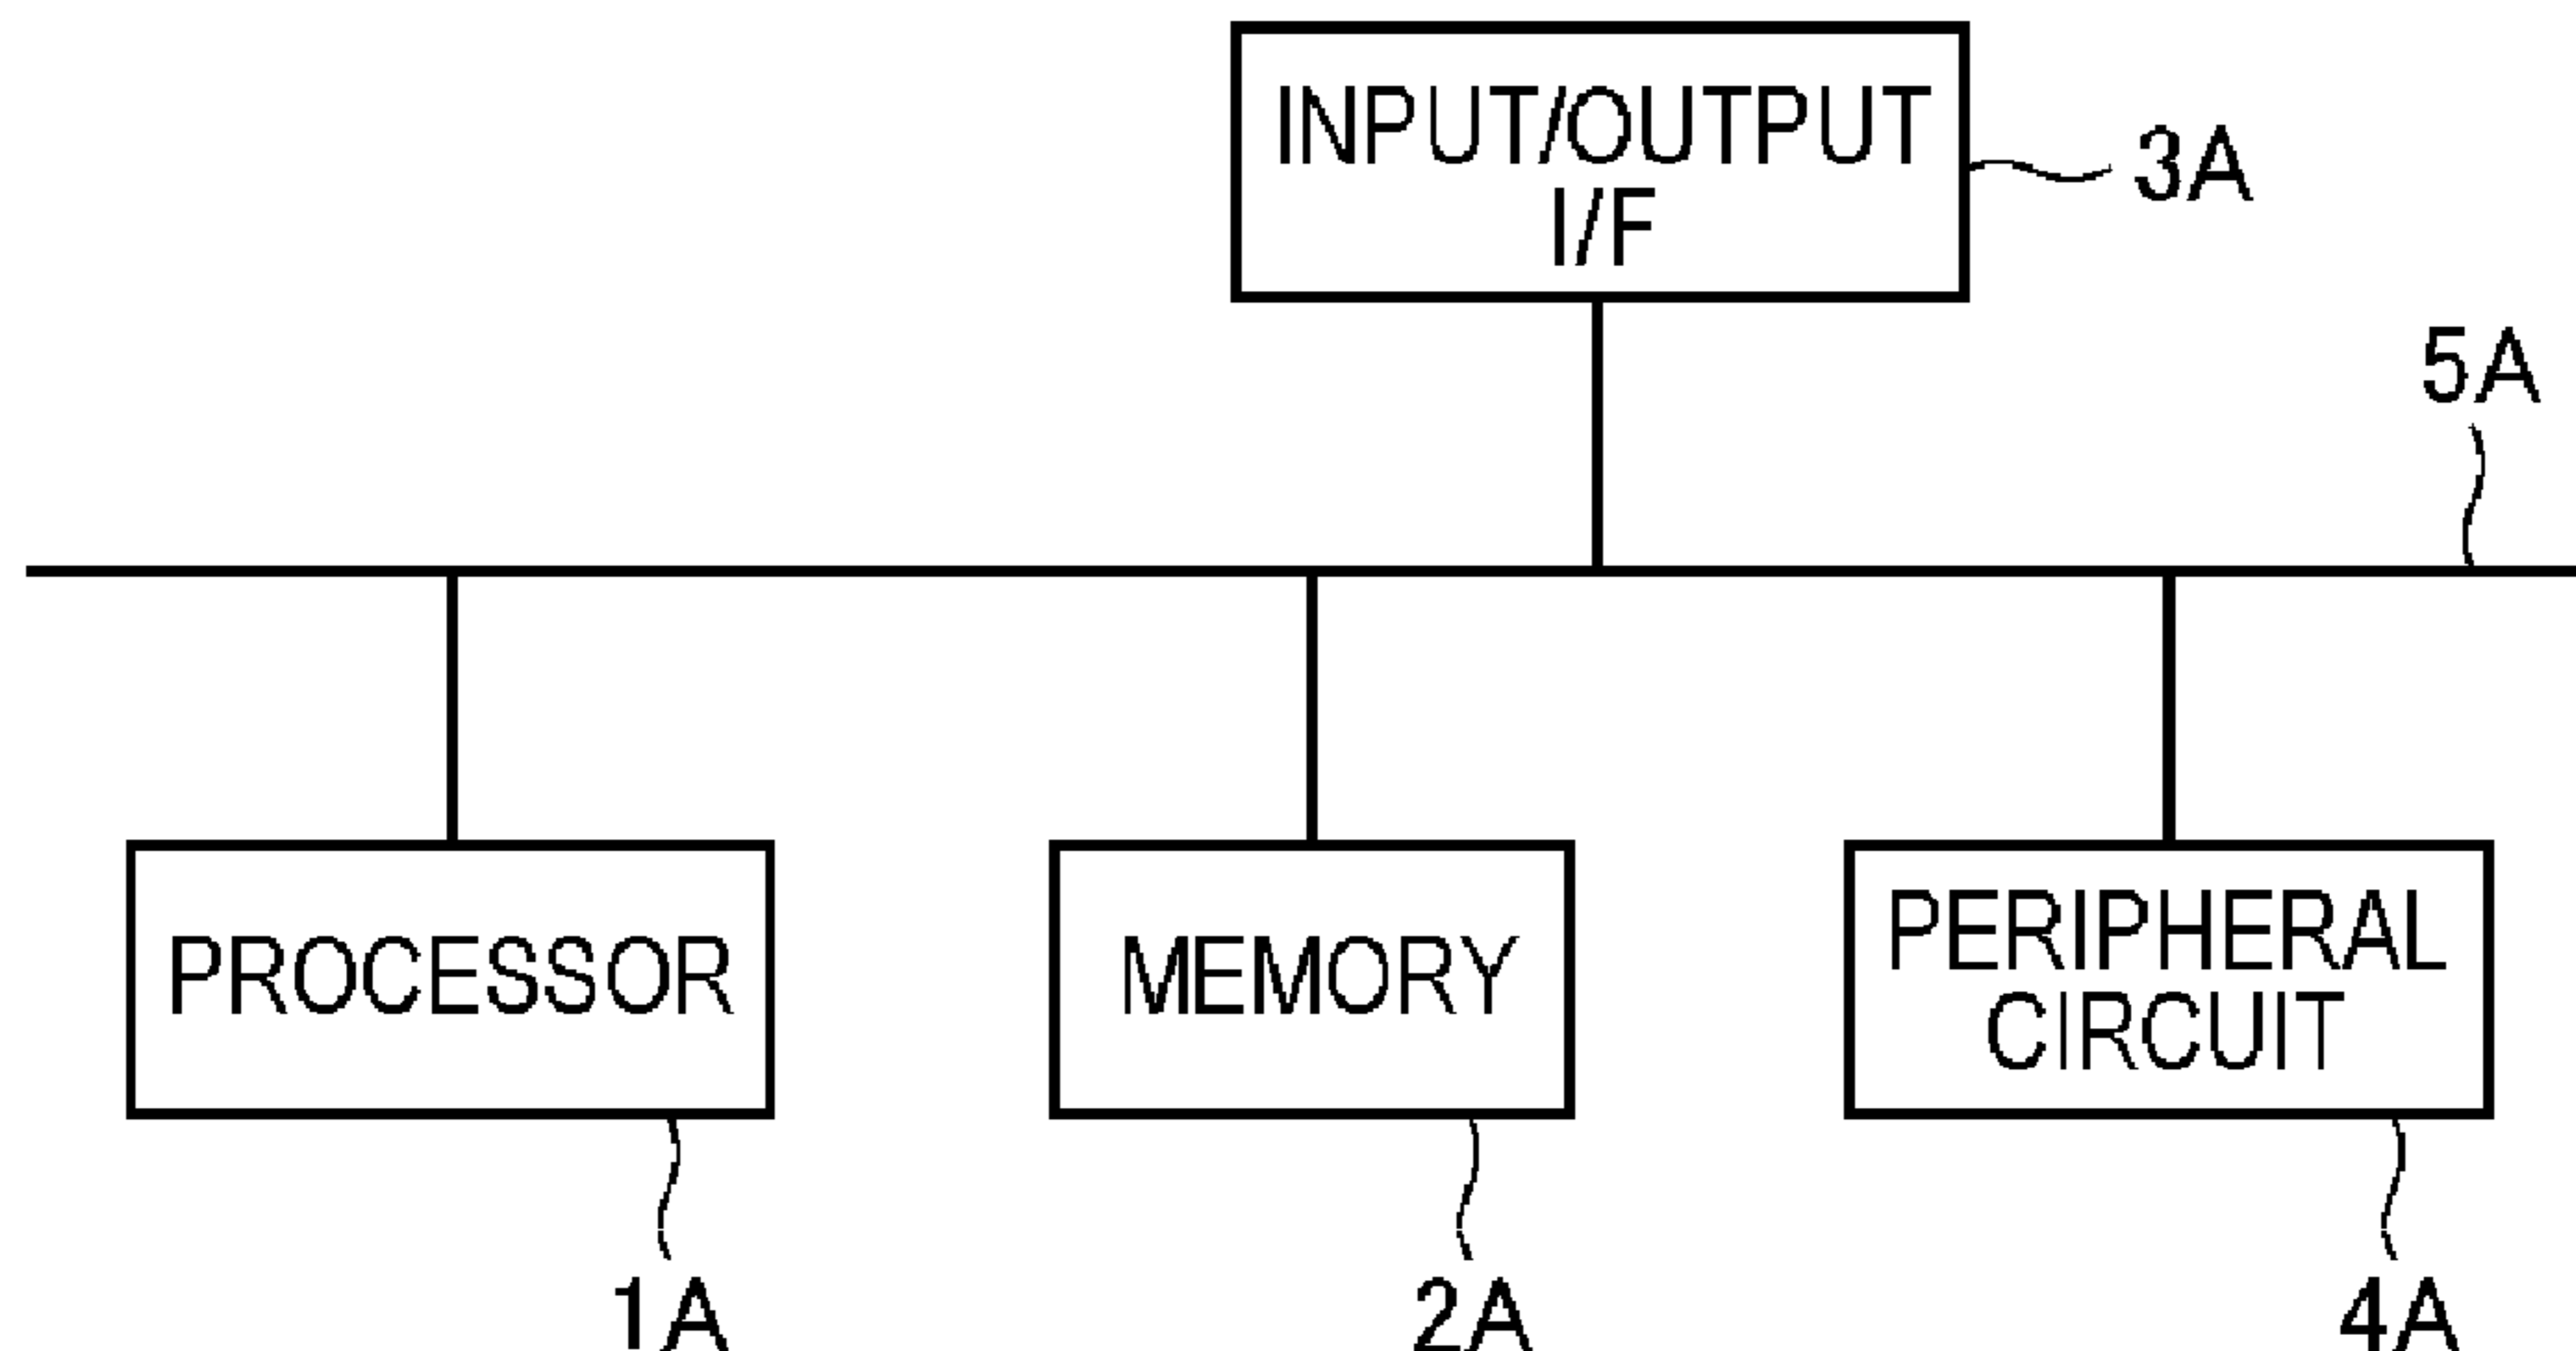 INPUT/OUTPUT
I/F
3A
5A
PROCESSOR
MEMORY
PERIPHERAL
CIRCUIT
1A
2A
4A